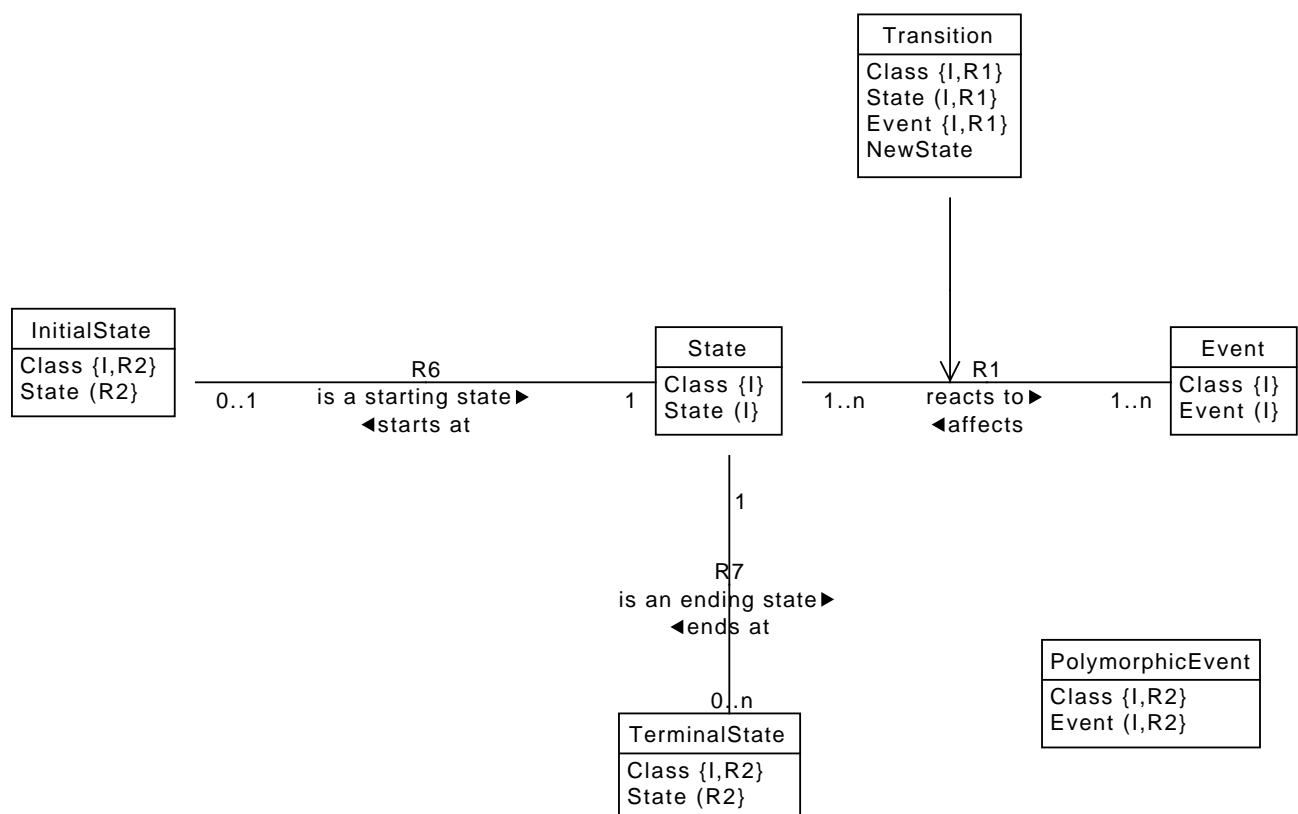 Transition
Class {I,R1}
State (I,R1}
Event {I,R1}
NewState
InitialState
Class {I,R2}
State (R2}
R6
0..1
is a starting state▶
1
◀starts at
State
Class {I}
State (I}
R1
1..n
reacts to▶
1..n
◀affects
Event
Class {I}
Event (I}
1
R7
is an ending state▶
◀ends at
0..n
TerminalState
Class {I,R2}
State (R2}
PolymorphicEvent
Class {I,R2}
Event (I,R2}